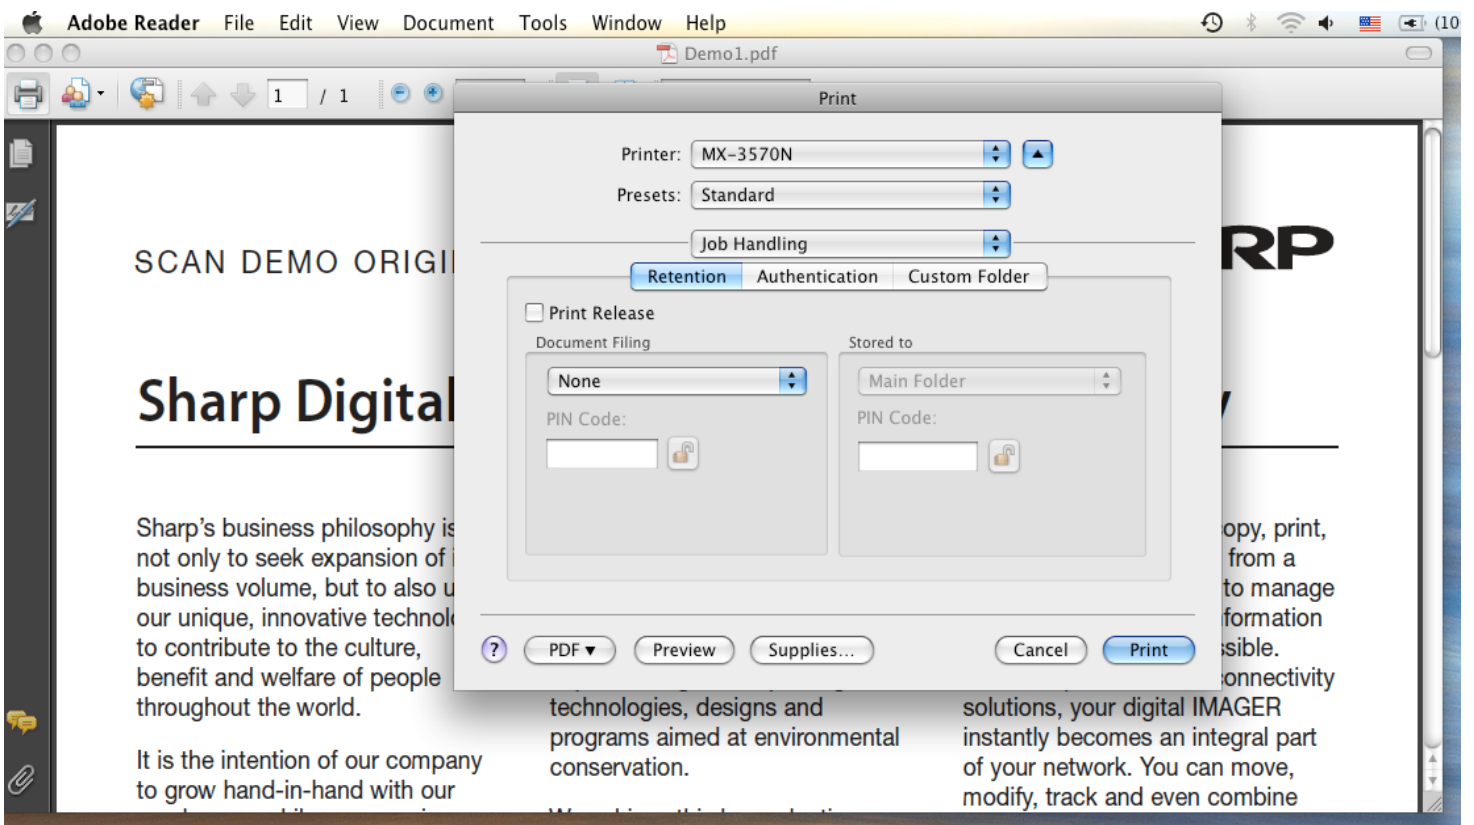 Adobe Reader File Edit View Document Tools Window Help (10
Demo1.pdf
1 / 1
Print
Printer: MX-3570N
Presets: Standard
Job Handling
Retention Authentication Custom Folder
Print Release
Document Filing
None
PIN Code:
Stored to
Main Folder
PIN Code:
? PDF▼ Preview Supplies... Cancel Print
SCAN DEMO ORIGI
RP
Sharp Digital
Sharp's business philosophy is
not only to seek expansion of
business volume, but to also u
our unique, innovative technol
to contribute to the culture,
benefit and welfare of people
throughout the world.
It is the intention of our company
to grow hand-in-hand with our
technologies, designs and
programs aimed at environmental
conservation.
opy, print,
from a
to manage
formation
ssible.
onnectivity
solutions, your digital IMAGER
instantly becomes an integral part
of your network. You can move,
modify, track and even combine